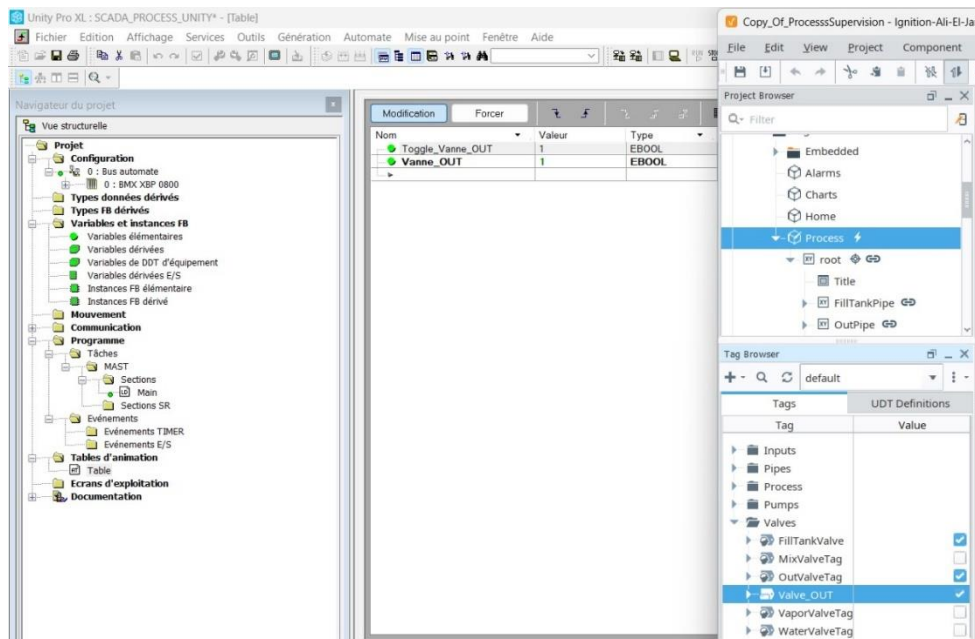 Unity Pro XL : SCADA_PROCESS_UNITY* - [Table]
Fichier Edition Affichage Services Outils Génération Automate Mise au point Fenêtre Aide
Navigateur du projet
Vue structurelle
Projet
Configuration
0 : Bus automate
0 : BMX XBP 0800
Types données dérivés
Types FB dérivés
Variables et instances FB
Variables élémentaires
Variables dérivées
Variables de DDT d'équipement
Variables dérivées E/S
Instances FB élémentaire
Instances FB dérivé
Mouvement
Communication
Programme
Tâches
MAST
Sections
Main
Sections SR
Evénements
Evénements TIMER
Evénements E/S
Tables d'animation
Table
Ecrans d'exploitation
Documentation
Modification Forcer
Nom Valeur Type
Toggle_Vanne_OUT 1 EBOOL
Vanne_OUT 1 EBOOL
Copy_Of_ProcesssSupervision - Ignition-Ali-El-Ja
File Edit View Project Component
Project Browser
Filter
Embedded
Alarms
Charts
Home
Process
root
Title
FillTankPipe
OutPipe
Tag Browser
default
Tags UDT Definitions
Tag Value
Inputs
Pipes
Process
Pumps
Valves
FillTankValve
MixValveTag
OutValveTag
Valve_OUT
VaporValveTag
WaterValveTag